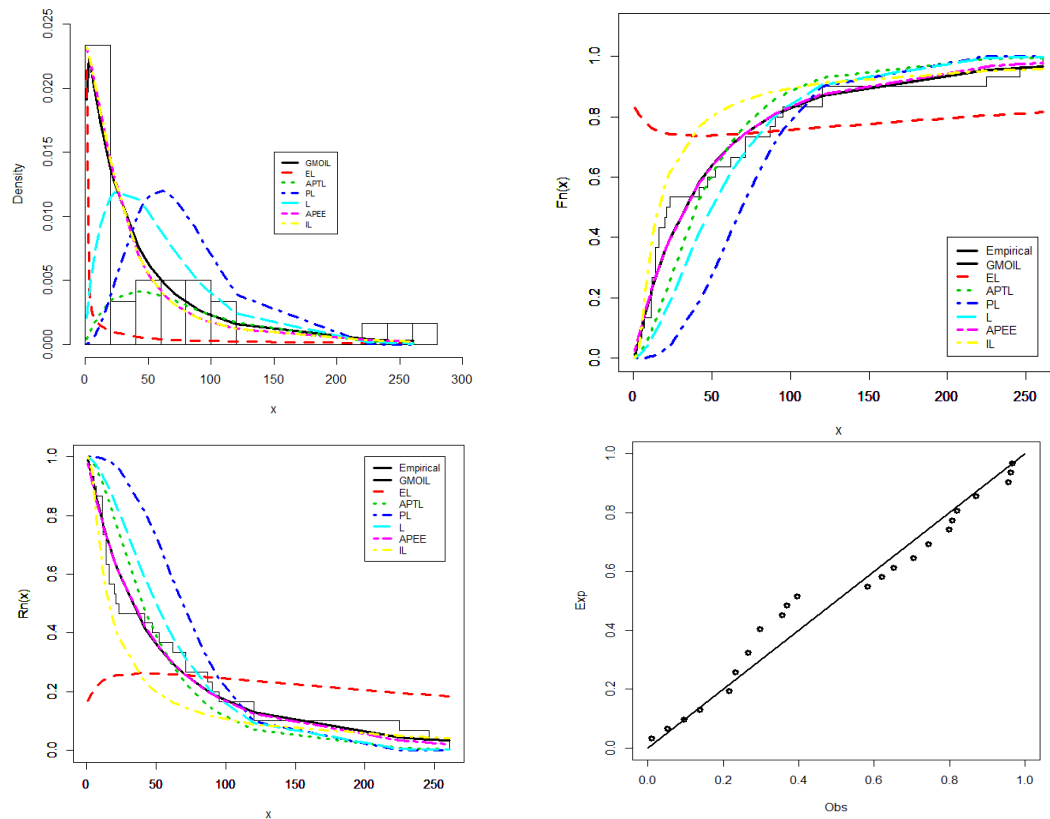 Density
0.025
0.020
0.015
0.010
0.005
0.000
GMOIL
EL
APTL
PL
L
APEE
IL
0 50 100 150 200 250 300
x
Fn(x)
1.0
0.8
0.6
0.4
0.2
0.0
Empirical
GMOIL
EL
APTL
PL
L
APEE
IL
0 50 100 150 200 250
X
Rn(x)
1.0
0.8
0.6
0.4
0.2
0.0
Empirical
GMOIL
EL
APTL
PL
L
APEE
IL
0 50 100 150 200 250
x
Exp
1.0
0.8
0.6
0.4
0.2
0.0
0.0 0.2 0.4 0.6 0.8 1.0
Obs